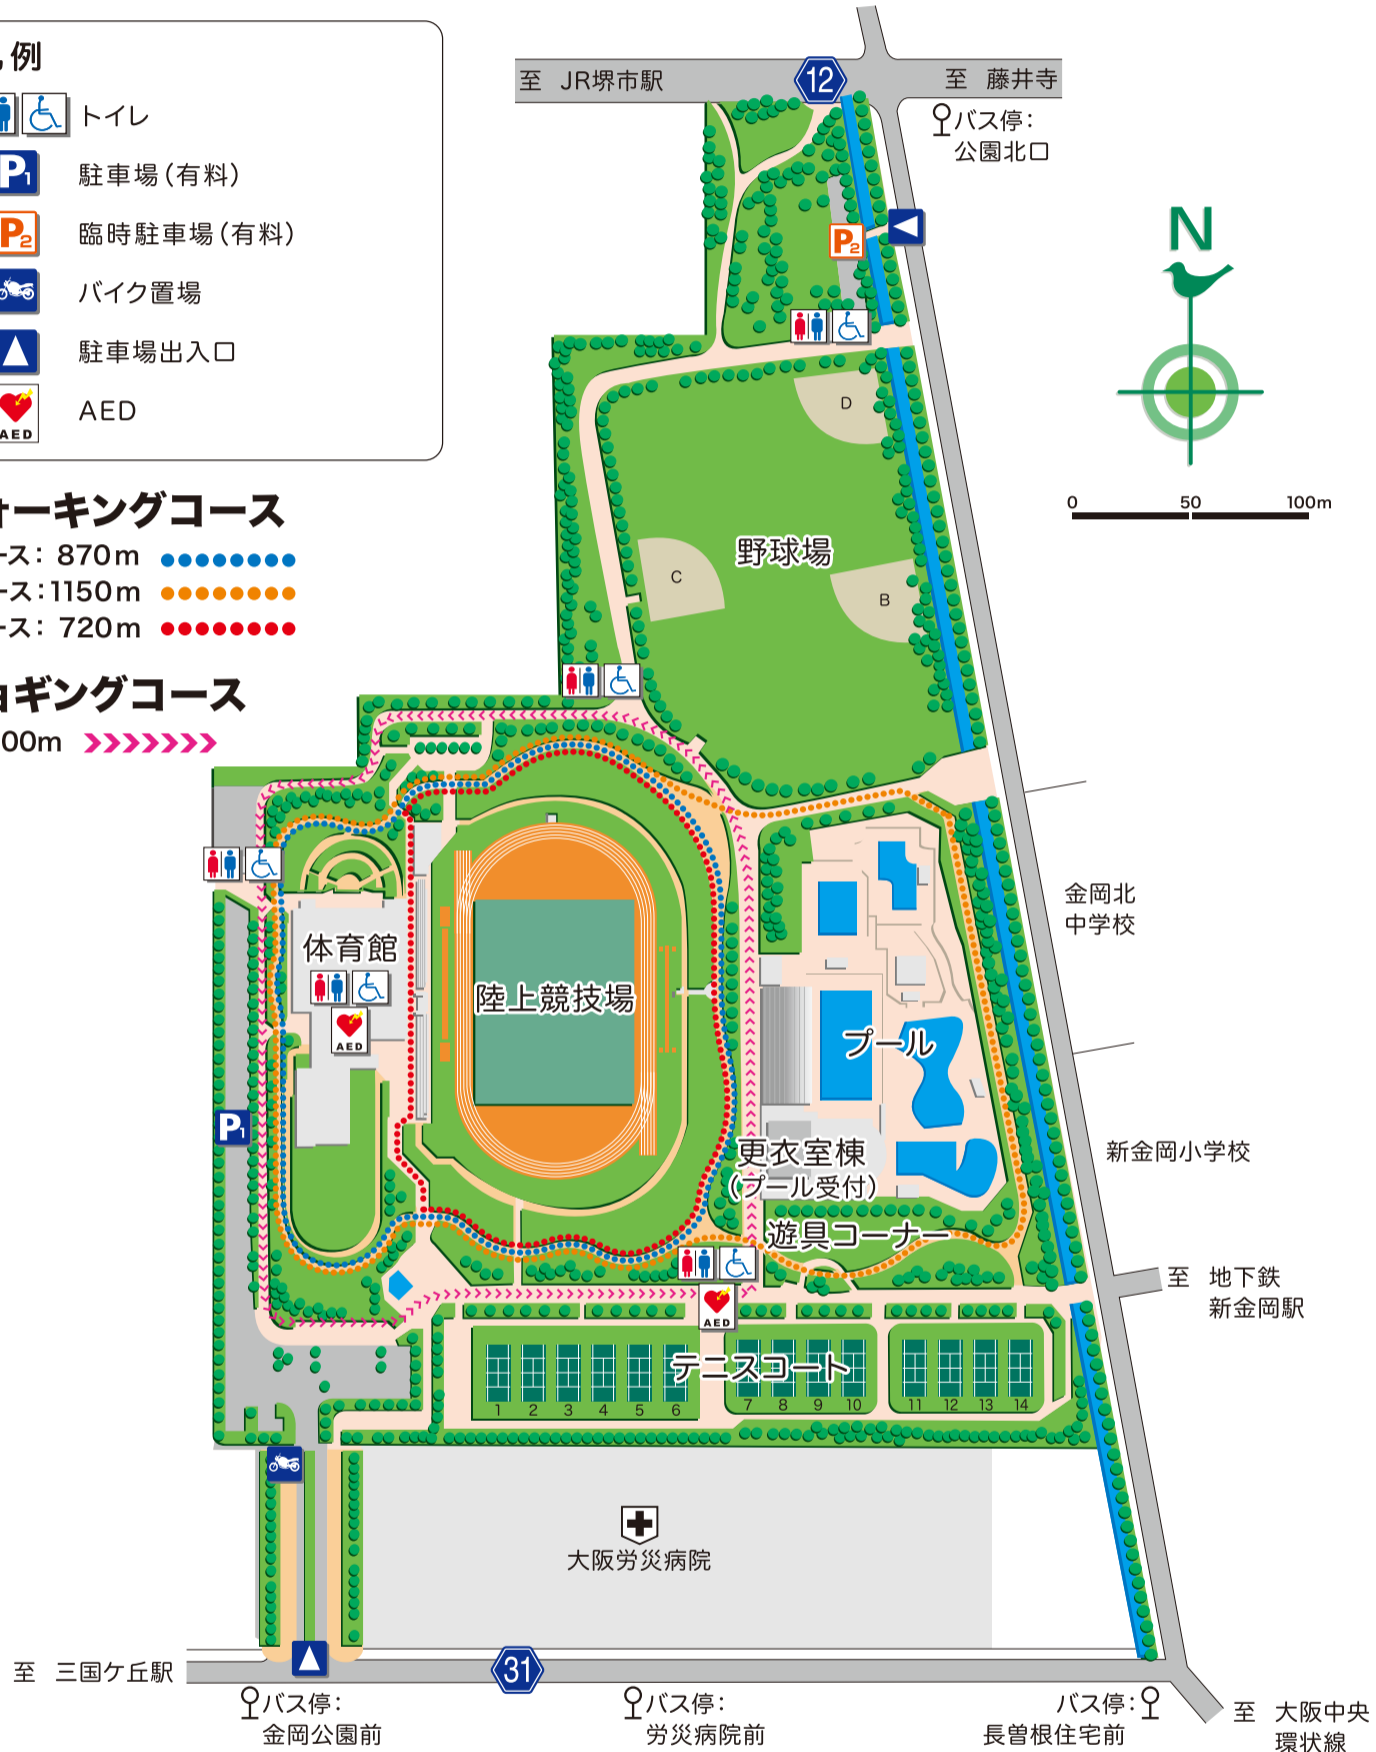 例
トイレ
P1 駐車場(有料)
P2 臨時駐車場(有料)
バイク置場
駐車場出入口
AED AED
ォーキングコース
ース: 870m
ース:1150m
ース: 720m
ョギングコース
00m
至 JR堺市駅
12
至 藤井寺
バス停:
公園北口
P2
N
0 50 100m
D
野球場
C
B
金岡北
中学校
体育館
AED
陸上競技場
プール
P1
更衣室棟
(プール受付)
新金岡小学校
遊具コーナー
至 地下鉄
新金岡駅
AED
テニスコート
1 2 3 4 5 6 7 8 9 10 11 12 13 14
大阪労災病院
至 三国ケ丘駅
31
バス停:
金岡公園前
バス停:
労災病院前
バス停:
長曽根住宅前
至 大阪中央
環状線